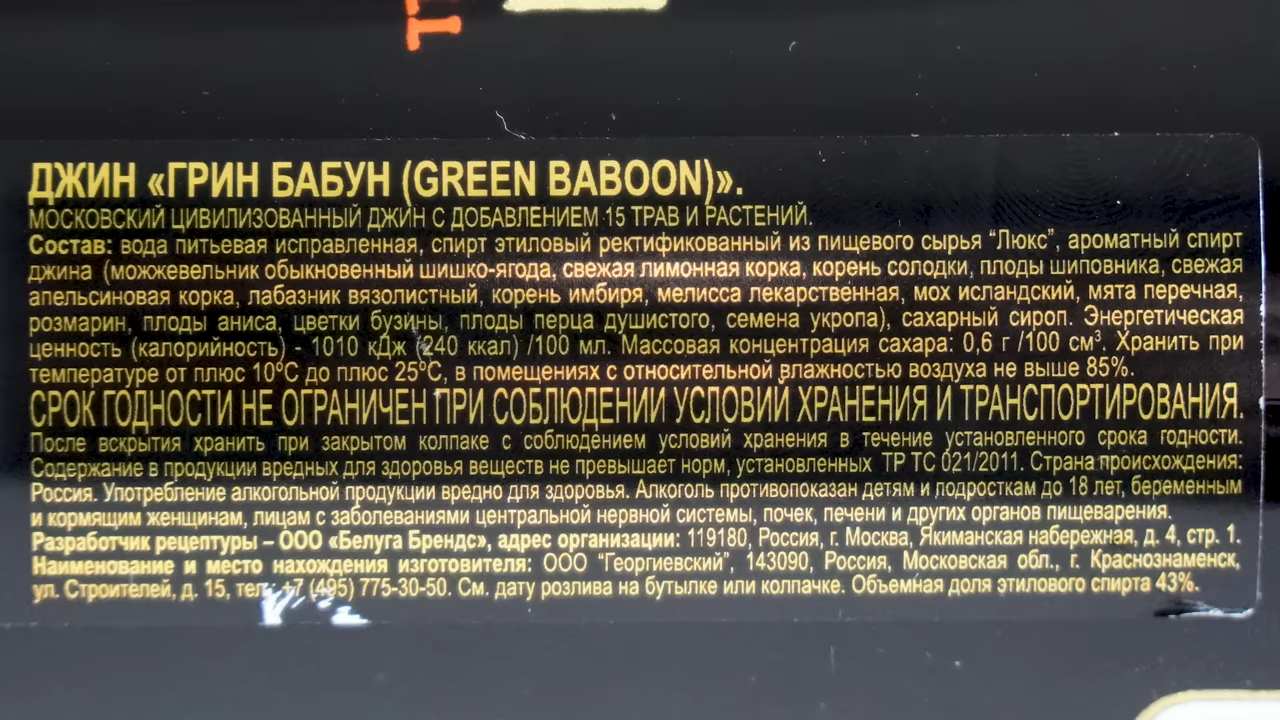 ДЖИН «ГРИН БАБУН (GREEN BABOON)».
МОСКОВСКИЙ ЦИВИЛИЗОВАННЫЙ ДЖИН С ДОБАВЛЕНИЕМ 15 ТРАВ И РАСТЕНИЙ.
Состав: вода питьевая исправленная, спирт этиловый ректификованный из пищевого сырья “Люкс”, ароматный спирт
джина (можжевельник обыкновенный шишко-ягода, свежая лимонная корка, корень солодки, плоды шиповника, свежая
апельсиновая корка, лабазник вязолистный, корень имбиря, мелисса лекарственная, мох исландский, мята перечная,
розмарин, плоды аниса, цветки бузины, плоды перца душистого, семена укропа), сахарный сироп. Энергетическая
ценность (калорийность) - 1010 кДж (240 ккал) /100 мл. Массовая концентрация сахара: 0,6 г /100 см³. Хранить при
температуре от плюс 10ºС до плюс 25ºС, в помещениях с относительной влажностью воздуха не выше 85%.
СРОК ГОДНОСТИ НЕ ОГРАНИЧЕН ПРИ СОБЛЮДЕНИИ УСЛОВИЙ ХРАНЕНИЯ И ТРАНСПОРТИРОВАНИЯ.
После вскрытия хранить при закрытом колпаке с соблюдением условий хранения в течение установленного срока годности.
Содержание в продукции вредных для здоровья веществ не превышает норм, установленных ТР ТС 021/2011. Страна происхождения:
Россия. Употребление алкогольной продукции вредно для здоровья. Алкоголь противопоказан детям и подросткам до 18 лет, беременным
и кормящим женщинам, лицам с заболеваниями центральной нервной системы, почек, печени и других органов пищеварения.
Разработчик рецептуры – ООО «Белуга Брендс», адрес организации: 119180, Россия, г. Москва, Якиманская набережная, д. 4, стр. 1.
Наименование и место нахождения изготовителя: ООО “Георгиевский”, 143090, Россия, Московская обл., г. Краснознаменск,
ул. Строителей, д. 15, тел. +7 (495) 775-30-50. См. дату розлива на бутылке или колпачке. Объемная доля этилового спирта 43%.